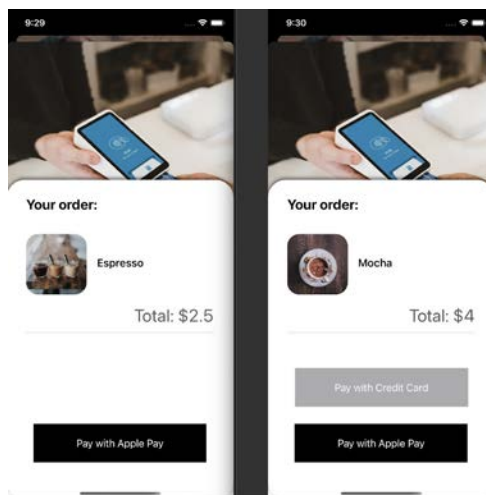 9:29
Your order:
Espresso
Total: $2.5
Pay with Apple Pay
9:30
Your order:
Mocha
Total: $4
Pay with Credit Card
Pay with Apple Pay